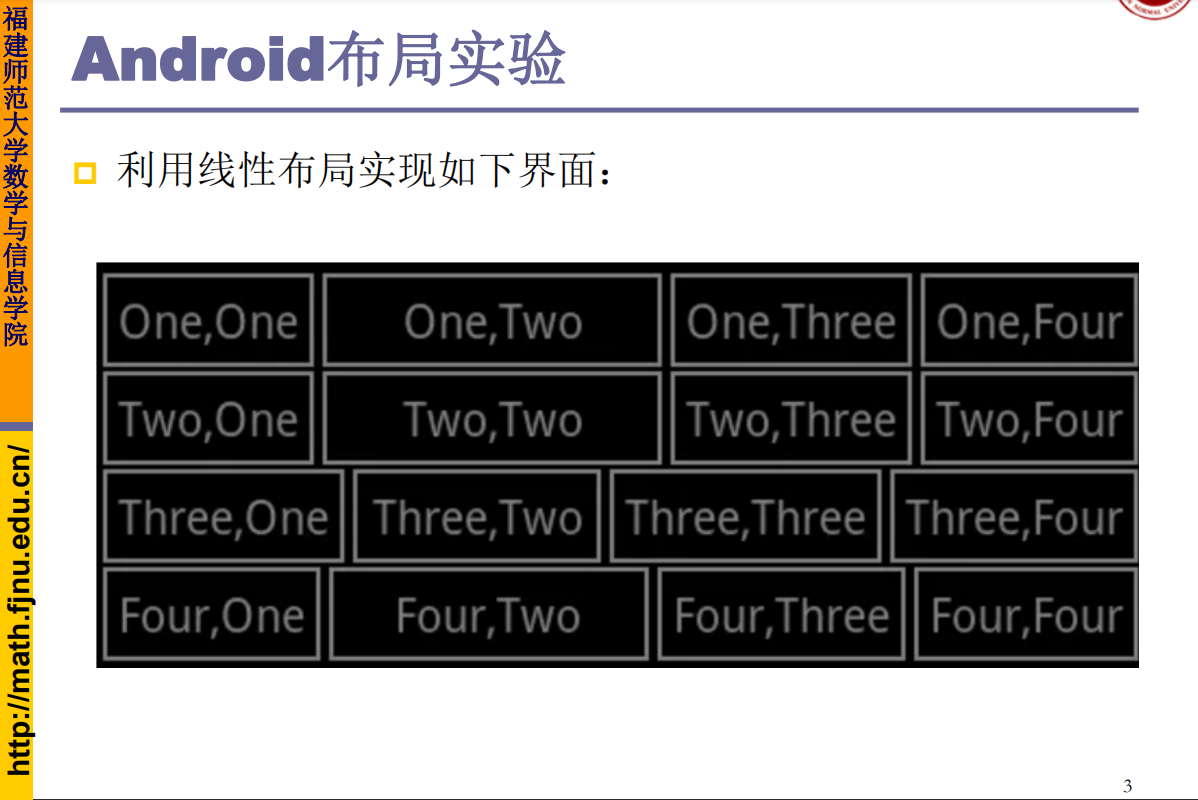 福建师范大学数学与信息学院
http://math.fjnu.edu.cn/
Android布局实验
利用线性布局实现如下界面：
One,One One,Two One,Three One,Four
Two,One Two,Two Two,Three Two,Four
Three,One Three,Two Three,Three Three,Four
Four,One Four,Two Four,Three Four,Four
3